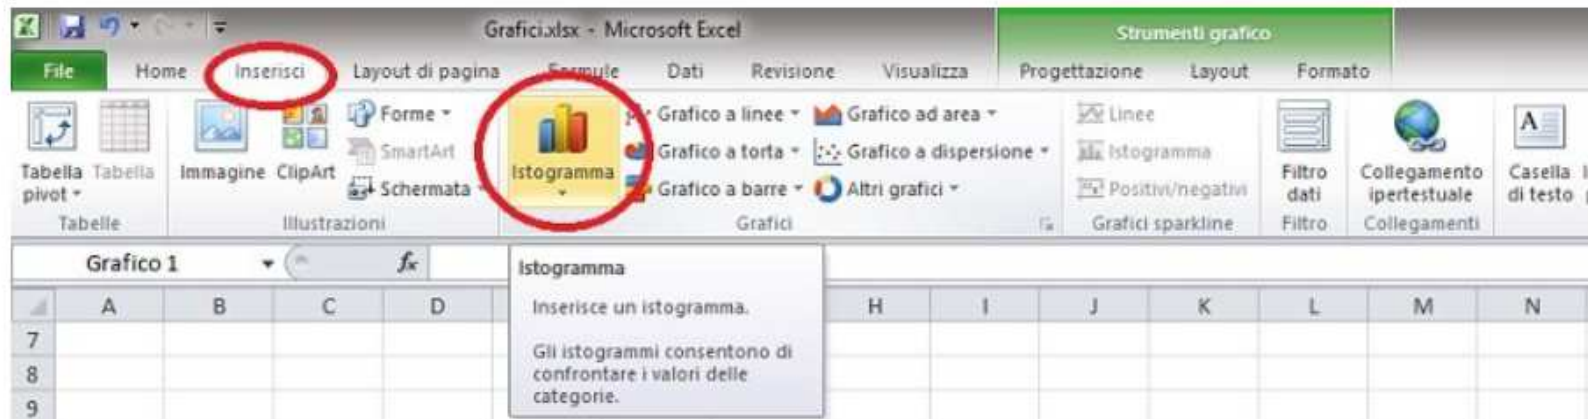 Grafici.xlsx - Microsoft Excel
Strumenti grafico
File Home Inserisci Layout di pagina Formule Dati Revisione Visualizza Progettazione Layout Formato
Tabella pivot
Tabella
Tabelle
Immagine
ClipArt
Forme
SmartArt
Schermata
Illustrazioni
Istogramma
Grafico a linee
Grafico a torta
Grafico a barre
Grafico ad area
Grafico a dispersione
Altri grafici
Grafici
Linee
Istogramma
Positivi/negativi
Grafici sparkline
Filtro
dati
Filtro
Collegamento
ipertestuale
Collegamenti
A
Casella
di testo
Grafico 1
fx
Istogramma
Inserisce un istogramma.
Gli istogrammi consentono di
confrontare i valori delle
categorie.
A B C D H I J K L M N
7
8
9